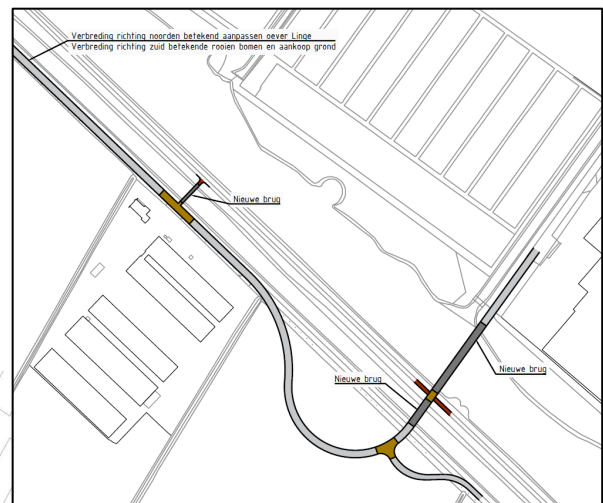 Verbreding richting noorden betekend aanpassen oever Linge
Verbreding richting zuid betekende rooien bomen en aankoop grond
Nieuwe brug
Nieuwe brug
Nieuwe brug